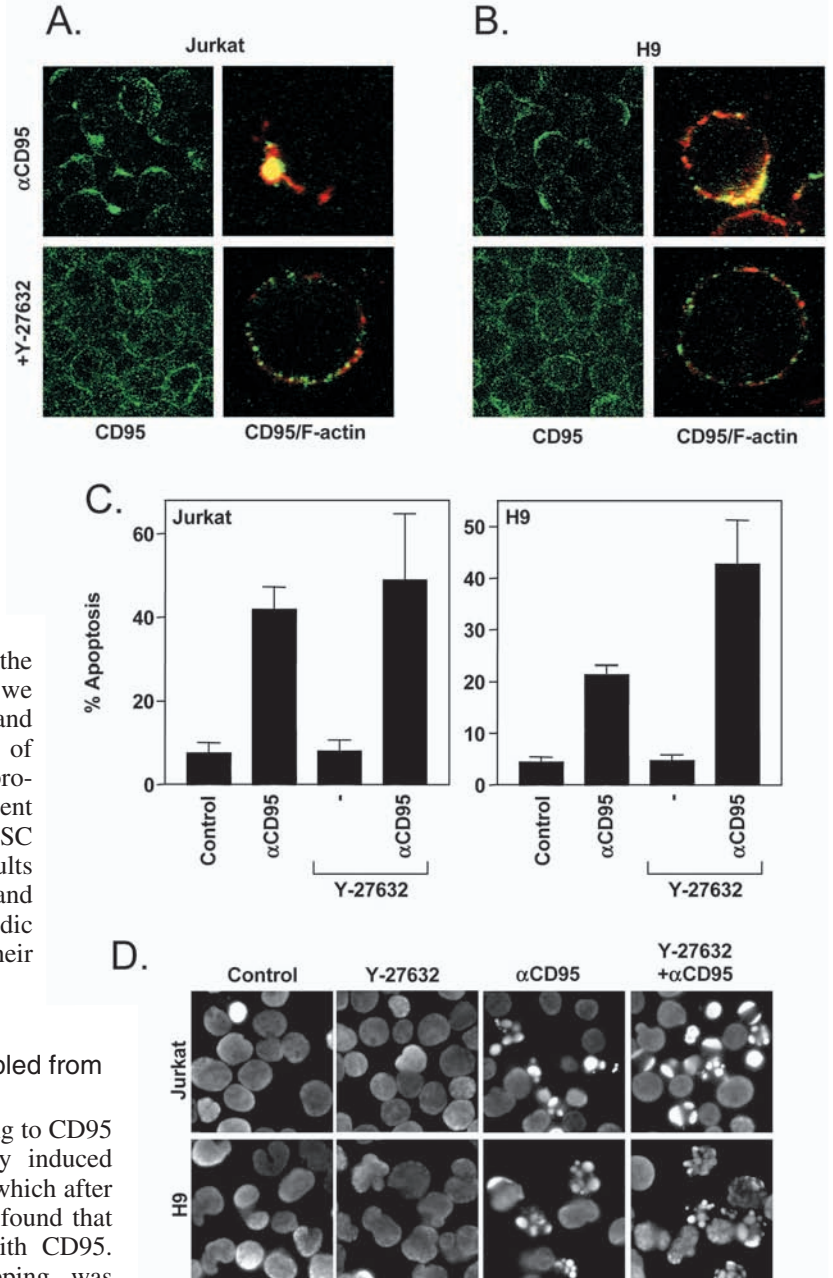 A.
Jurkat
αCD95
+Y-27632
CD95
CD95/F-actin
B.
H9
CD95
CD95/F-actin
C.
% Apoptosis
Jurkat
60
40
20
0
Control
αCD95
-
αCD95
Y-27632
H9
50
40
30
20
10
0
Control
αCD95
-
αCD95
Y-27632
the
we
and
of
pro-
ent
SC
ults
and
dic
heir
pled from
ng to CD95
y induced
which after
found that
ith CD95.
pping was
D.
Control
Y-27632
αCD95
Y-27632
+αCD95
Jurkat
H9